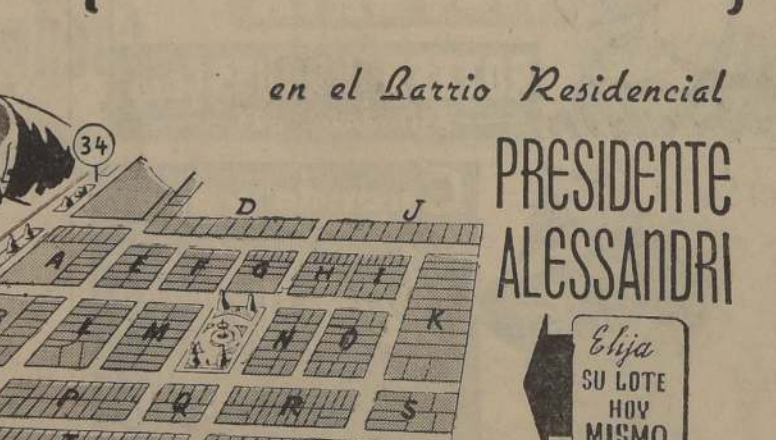 en el Barrio Residencial
PRESIDENTE
ALESSANDRI
34
D J
A E F G H I
L M N O K
P Q R S
Elija
SU LOTE
HOY
MISMO